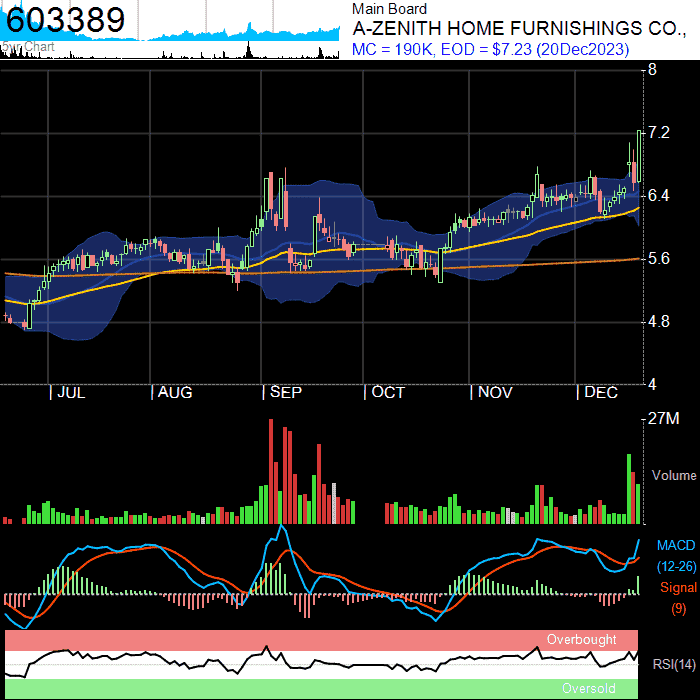 603389
5yr Chart
Main Board
A-ZENITH HOME FURNISHINGS CO.,
MC = 190K, EOD = $7.23 (20Dec2023)
8
7.2
6.4
5.6
4.8
4
| JUL | AUG | SEP | OCT | NOV | DEC
27M
Volume
MACD
(12-26)
Signal
(9)
Overbought
RSI(14)
Oversold